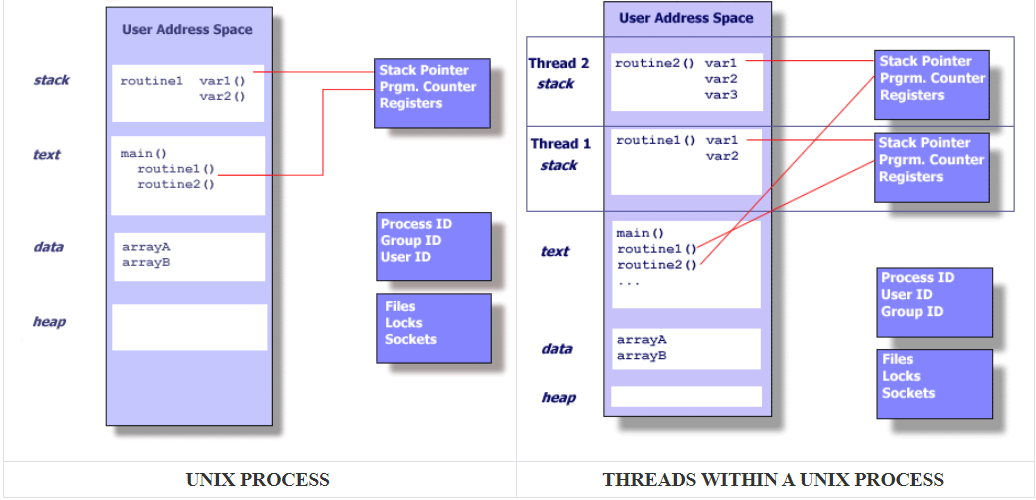 User Address Space
stack
routine1 var1()
var2()
Stack Pointer
Prgm. Counter
Registers
text
main()
routine1()
routine2()
Process ID
Group ID
User ID
data
arrayA
arrayB
Files
Locks
Sockets
heap
UNIX PROCESS
User Address Space
Thread 2
stack
routine2() var1
var2
var3
Stack Pointer
Prgrm. Counter
Registers
Thread 1
stack
routine1() var1
var2
Stack Pointer
Prgrm. Counter
Registers
text
main()
routine1()
routine2()
...
Process ID
User ID
Group ID
data
arrayA
arrayB
Files
Locks
Sockets
heap
THREADS WITHIN A UNIX PROCESS